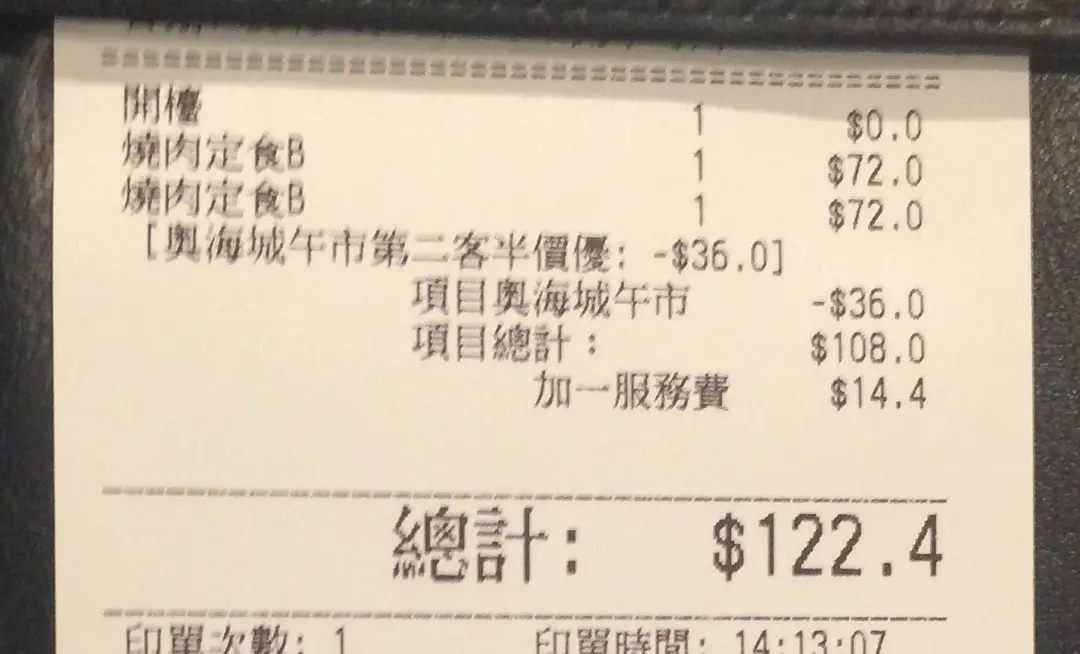 開檯 1 $0.0
燒肉定食B 1 $72.0
燒肉定食B 1 $72.0
[奧海城午市第二客半價優: -$36.0]
項目奧海城午市 -$36.0
項目總計： $108.0
加一服務費 $14.4
總計: $122.4
印單次數: 1 印單時間: 14:13:07